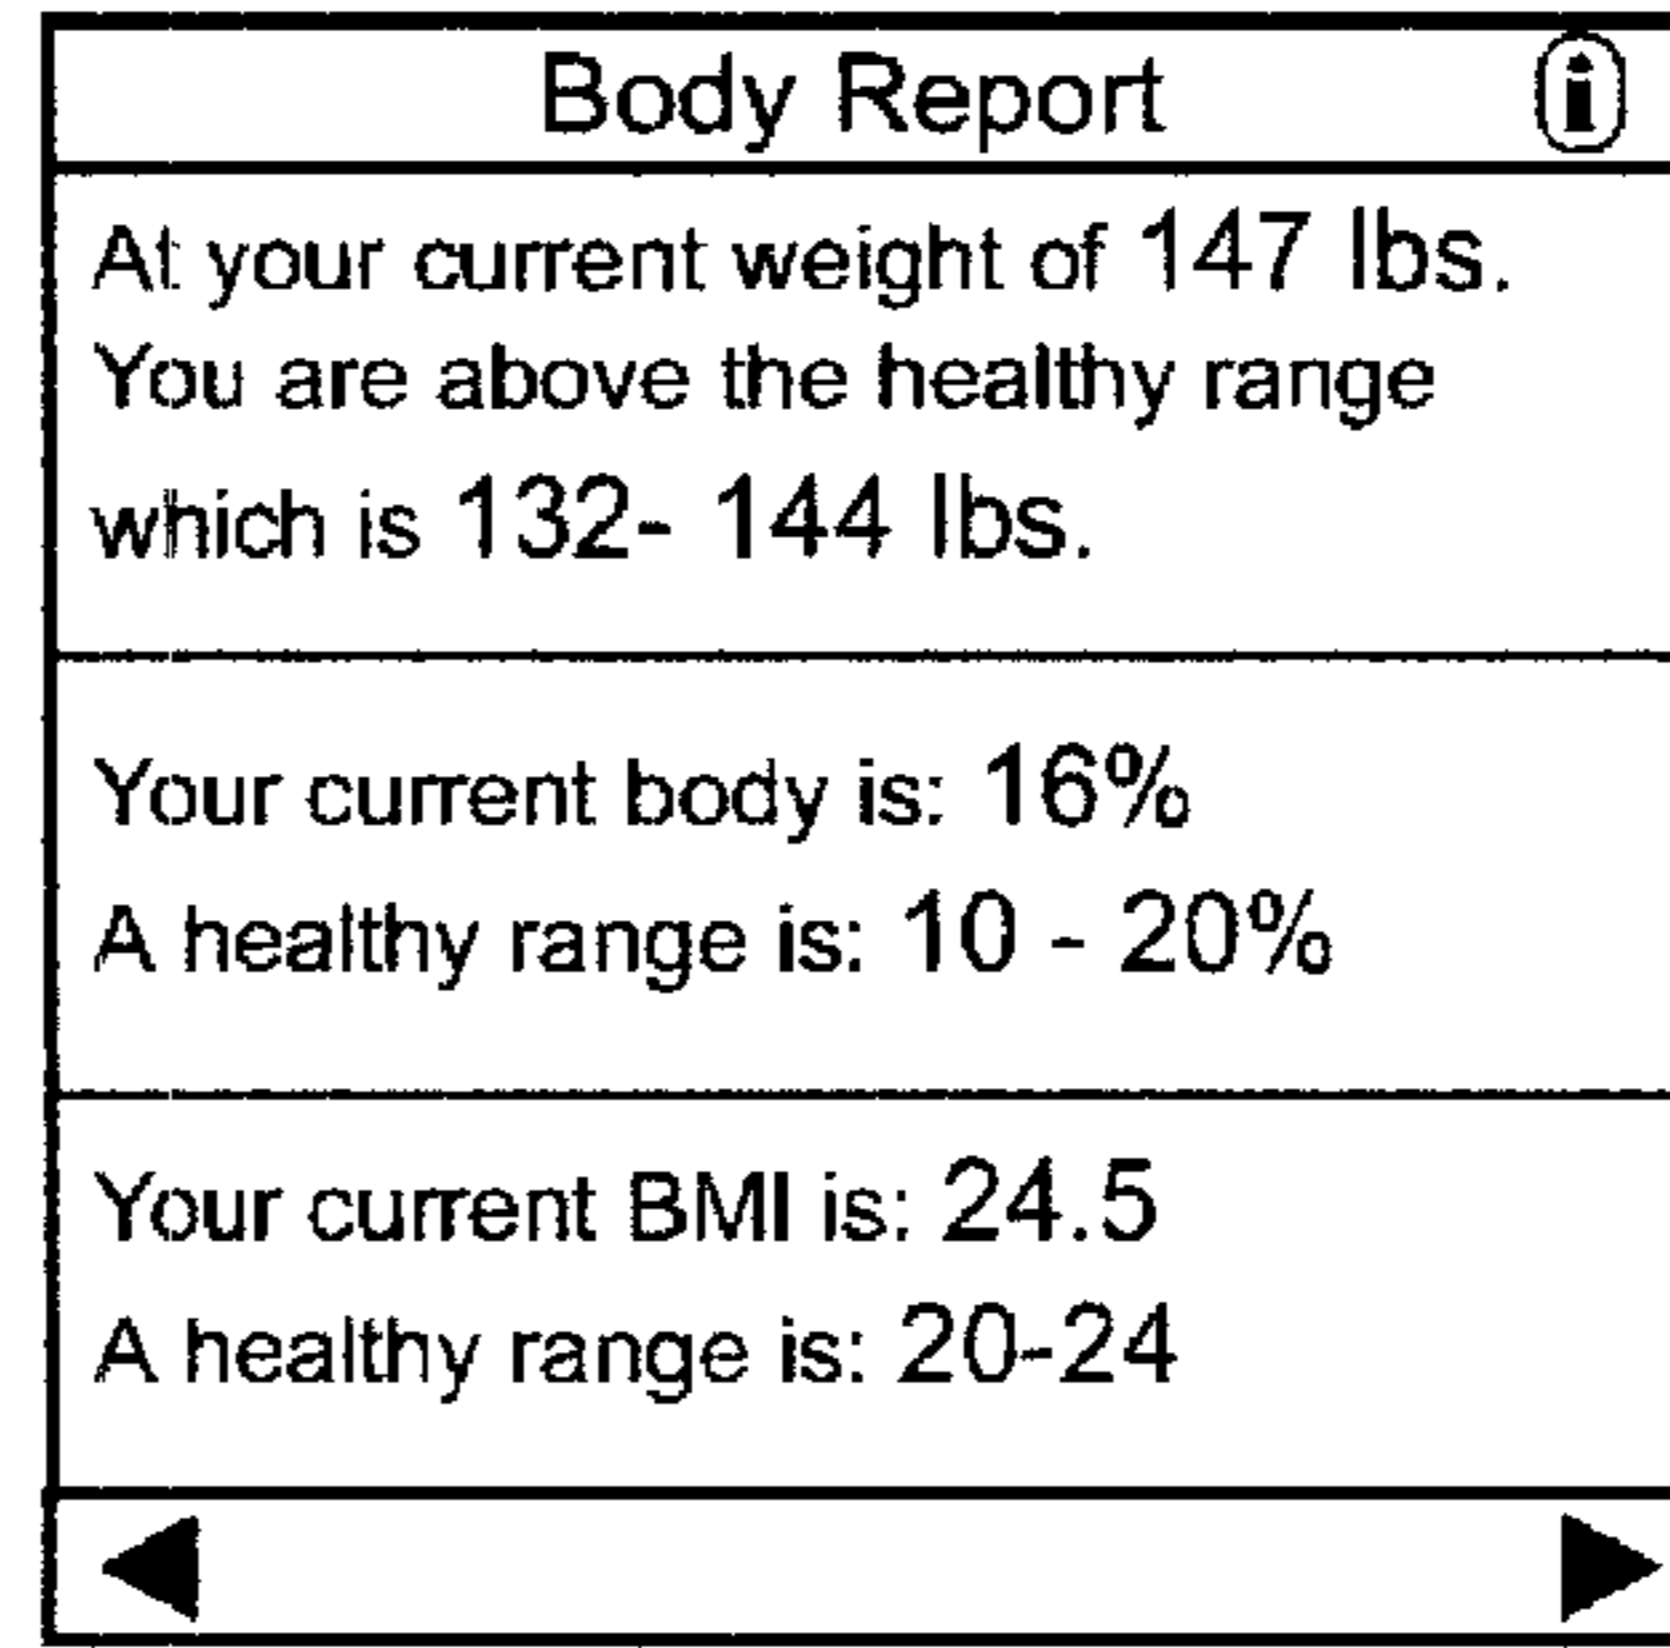 Body Report i
At your current weight of 147 lbs.
You are above the healthy range
which is 132- 144 lbs.
Your current body is: 16%
A healthy range is: 10 - 20%
Your current BMI is: 24.5
A healthy range is: 20-24